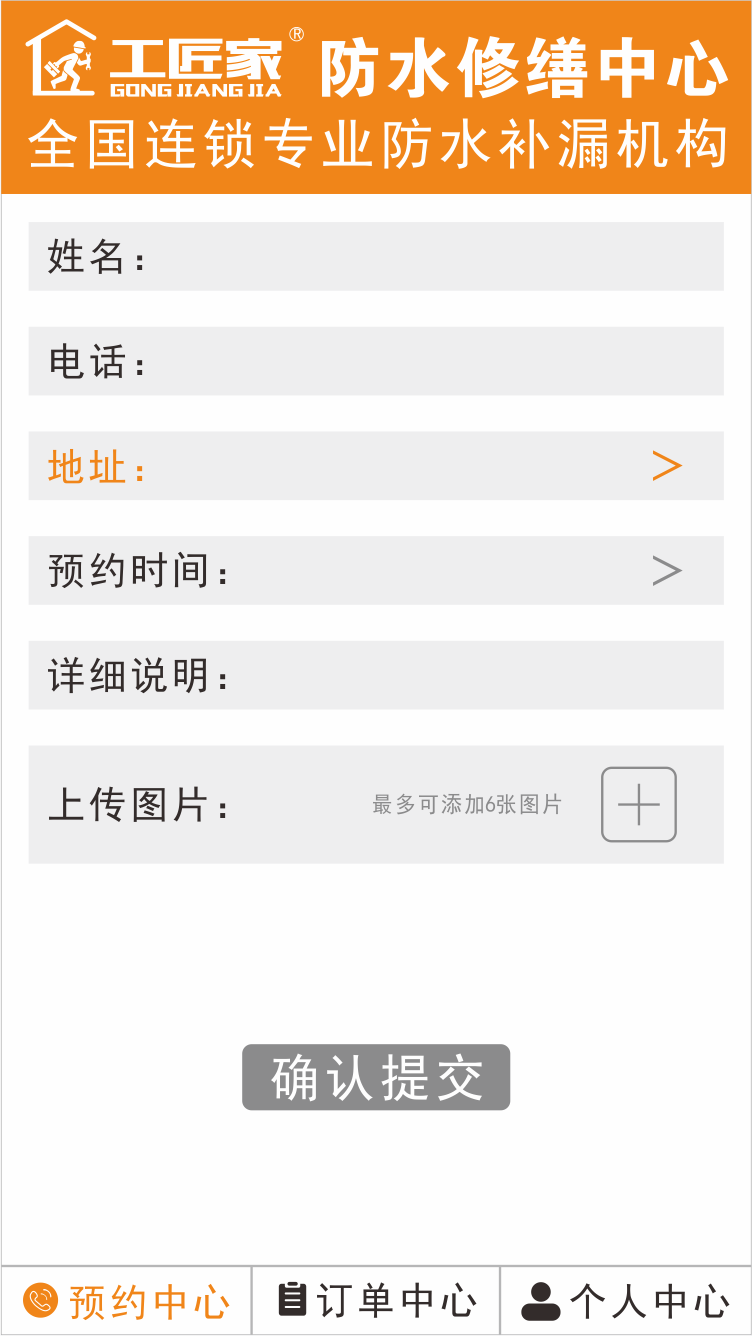 工匠家® 防水修缮中心
GONG JIANG JIA
全国连锁专业防水补漏机构
姓名：
电话：
地址： >
预约时间： >
详细说明：
上传图片： 最多可添加6张图片
确认提交
预约中心 订单中心 个人中心